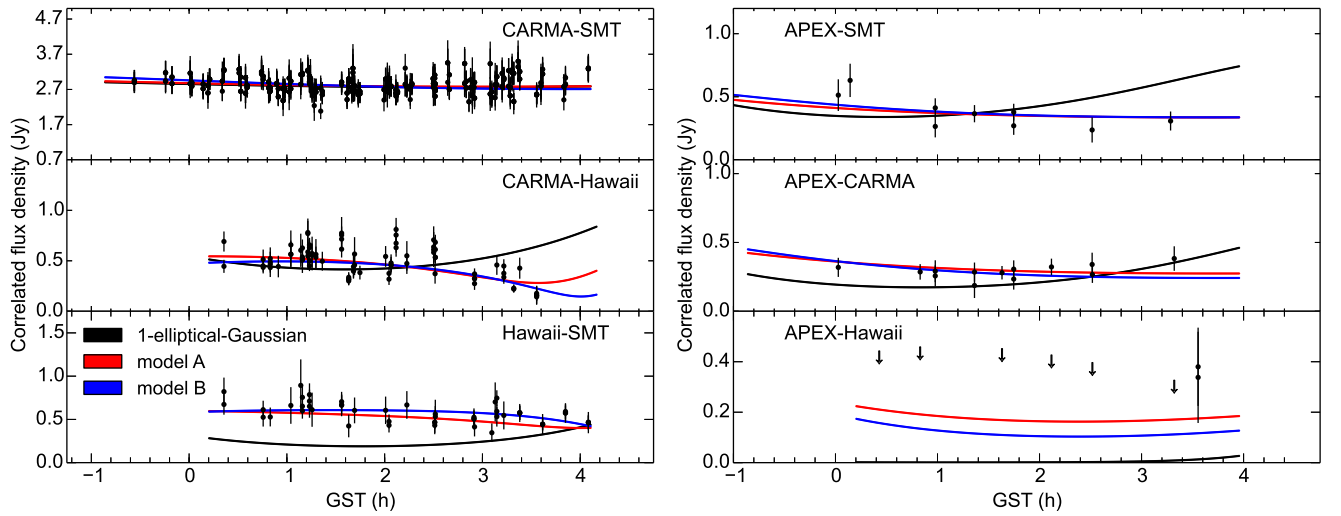 CARMA-SMT
4.7
3.7
2.7
1.7
0.7
CARMA-Hawaii
1.0
0.5
0.0
Hawaii-SMT
1.5
1.0
0.5
0.0
1-elliptical-Gaussian
model A
model B
Correlated flux density (Jy)
−1 0 1 2 3 4
GST (h)
APEX-SMT
1.0
0.5
0.0
APEX-CARMA
1.0
0.5
0.0
APEX-Hawaii
0.4
0.2
0.0
Correlated flux density (Jy)
−1 0 1 2 3 4
GST (h)